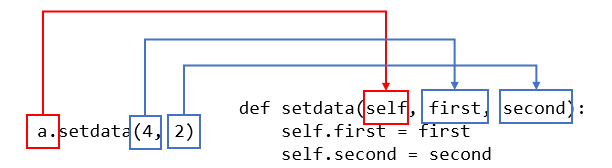 a.setdata(4, 2)
def setdata(self, first, second):
self.first = first
self.second = second